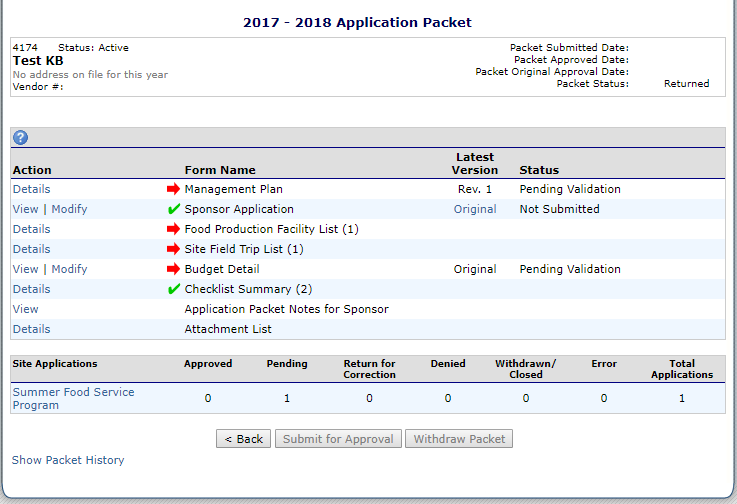 2017 - 2018 Application Packet
4174 Status: Active
Test KB
No address on file for this year
Vendor #:
Packet Submitted Date:
Packet Approved Date:
Packet Original Approval Date:
Packet Status: Returned
?
Action Form Name Latest Version Status
Details Management Plan Rev. 1 Pending Validation
View | Modify Sponsor Application Original Not Submitted
Details Food Production Facility List (1)
Details Site Field Trip List (1)
View | Modify Budget Detail Original Pending Validation
Details Checklist Summary (2)
View Application Packet Notes for Sponsor
Details Attachment List
Site Applications Approved Pending Return for Correction Denied Withdrawn/ Closed Error Total Applications
Summer Food Service Program 0 1 0 0 0 0 1
< Back Submit for Approval Withdraw Packet
Show Packet History